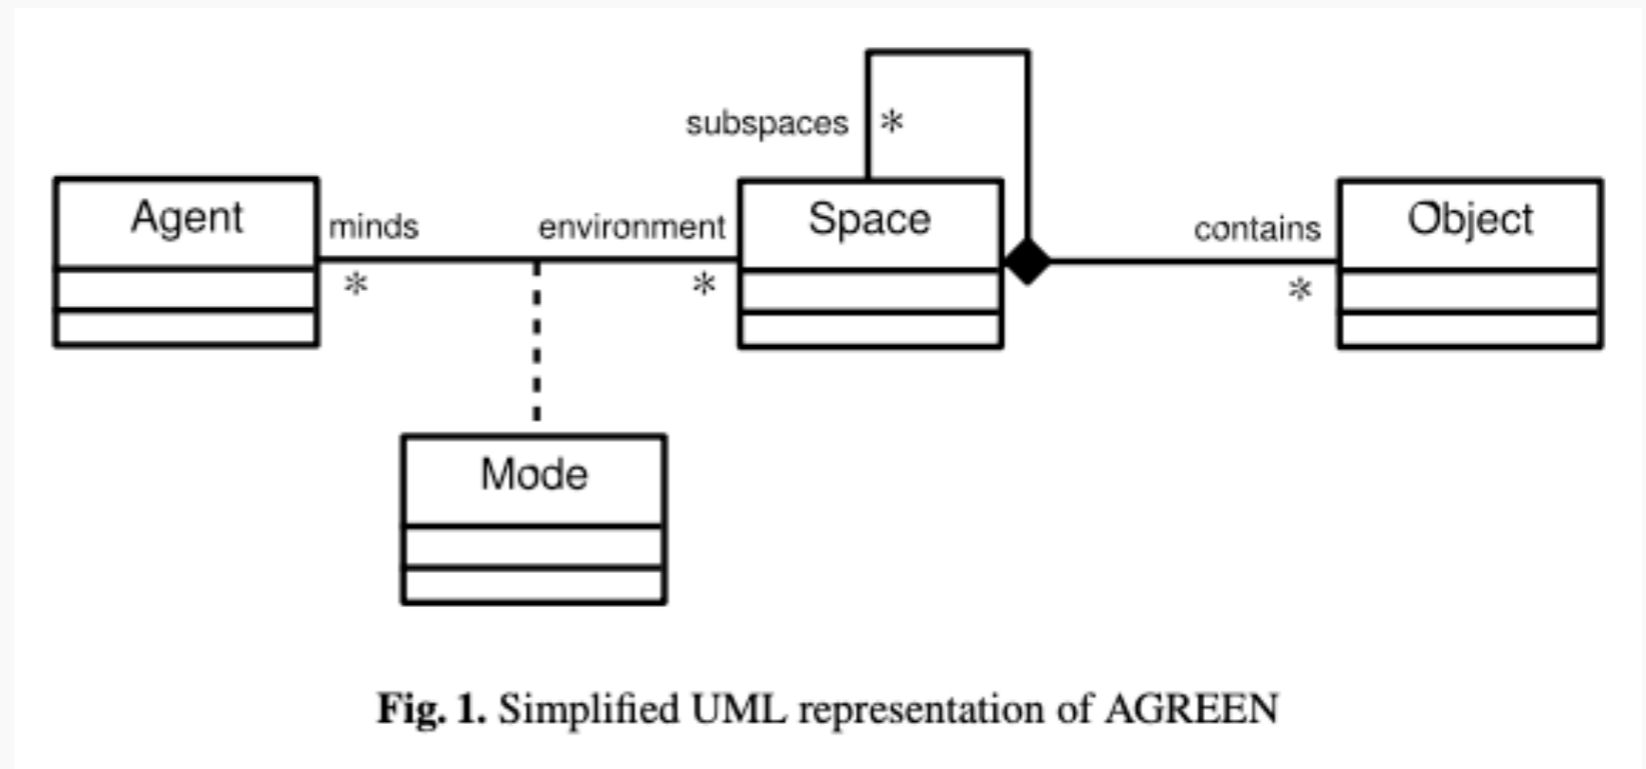 subspaces *
Agent
minds
environment
Space
contains
Object
*
*
*
Mode
Fig. 1. Simplified UML representation of AGREEN